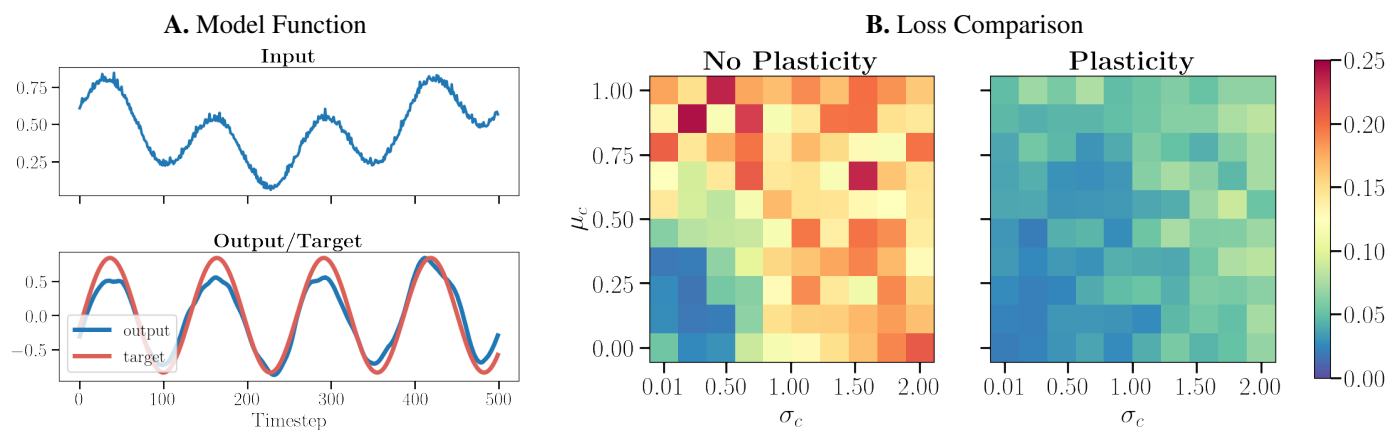 A. Model Function
Input
0.75
0.50
0.25
Output/Target
0.5
0.0
−0.5
output
target
0
100
200
300
400
500
Timestep
B. Loss Comparison
No Plasticity
Plasticity
1.00
0.75
0.50
0.25
0.00
μc
0.01
0.50
1.00
1.50
2.00
σc
0.01
0.50
1.00
1.50
2.00
σc
0.25
0.20
0.15
0.10
0.05
0.00